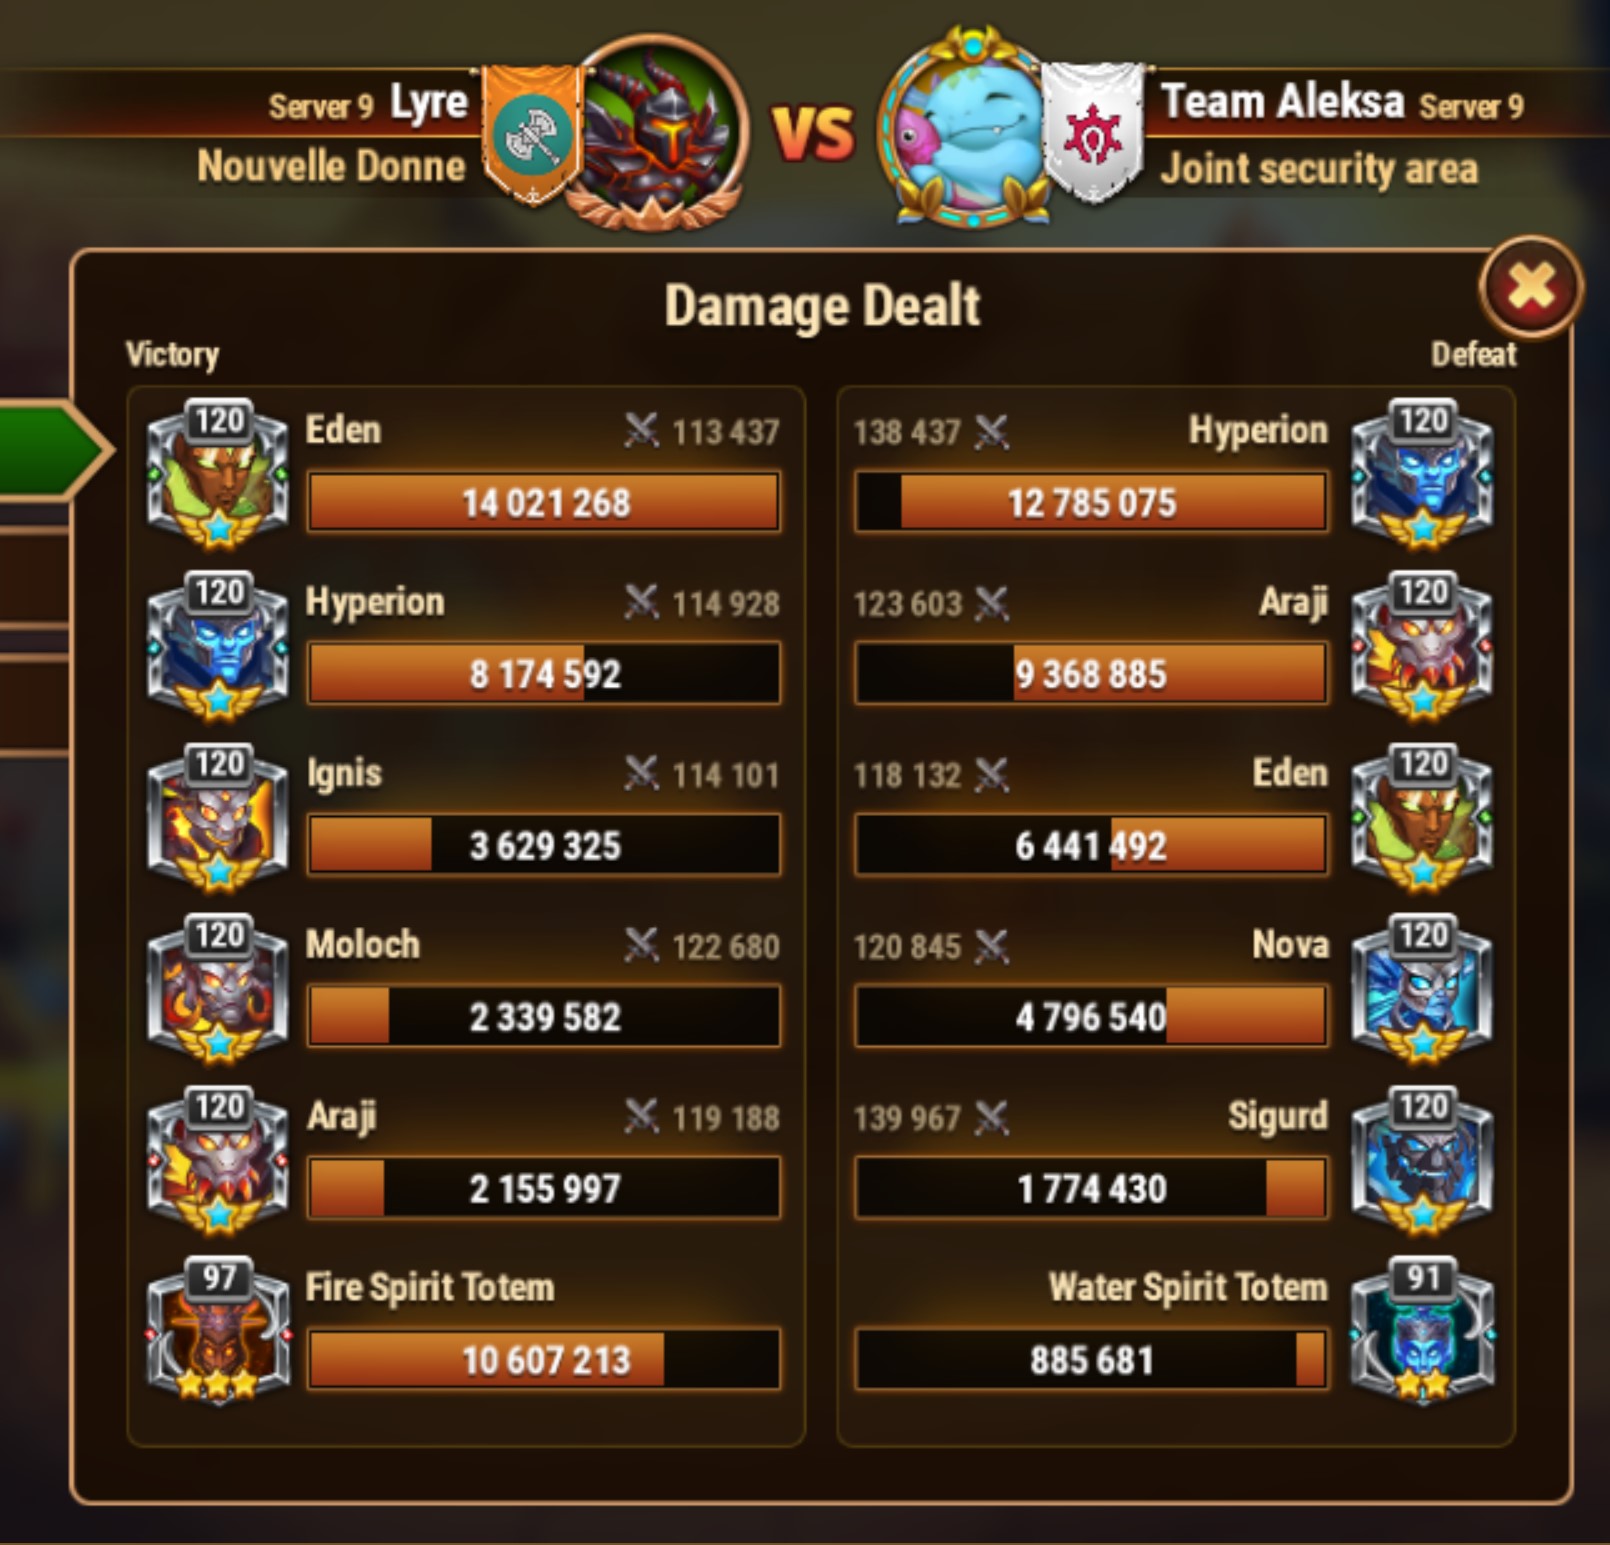 Server 9 Lyre
Nouvelle Donne
VS
Team Aleksa Server 9
Joint security area
Damage Dealt
Victory
Defeat
120
Eden
113 437
14 021 268
138 437
Hyperion
120
12 785 075
120
Hyperion
114 928
8 174 592
123 603
Araji
120
9 368 885
120
Ignis
114 101
3 629 325
118 132
Eden
120
6 441 492
120
Moloch
122 680
2 339 582
120 845
Nova
120
4 796 540
120
Araji
119 188
2 155 997
139 967
Sigurd
120
1 774 430
97
Fire Spirit Totem
10 607 213
Water Spirit Totem
91
885 681